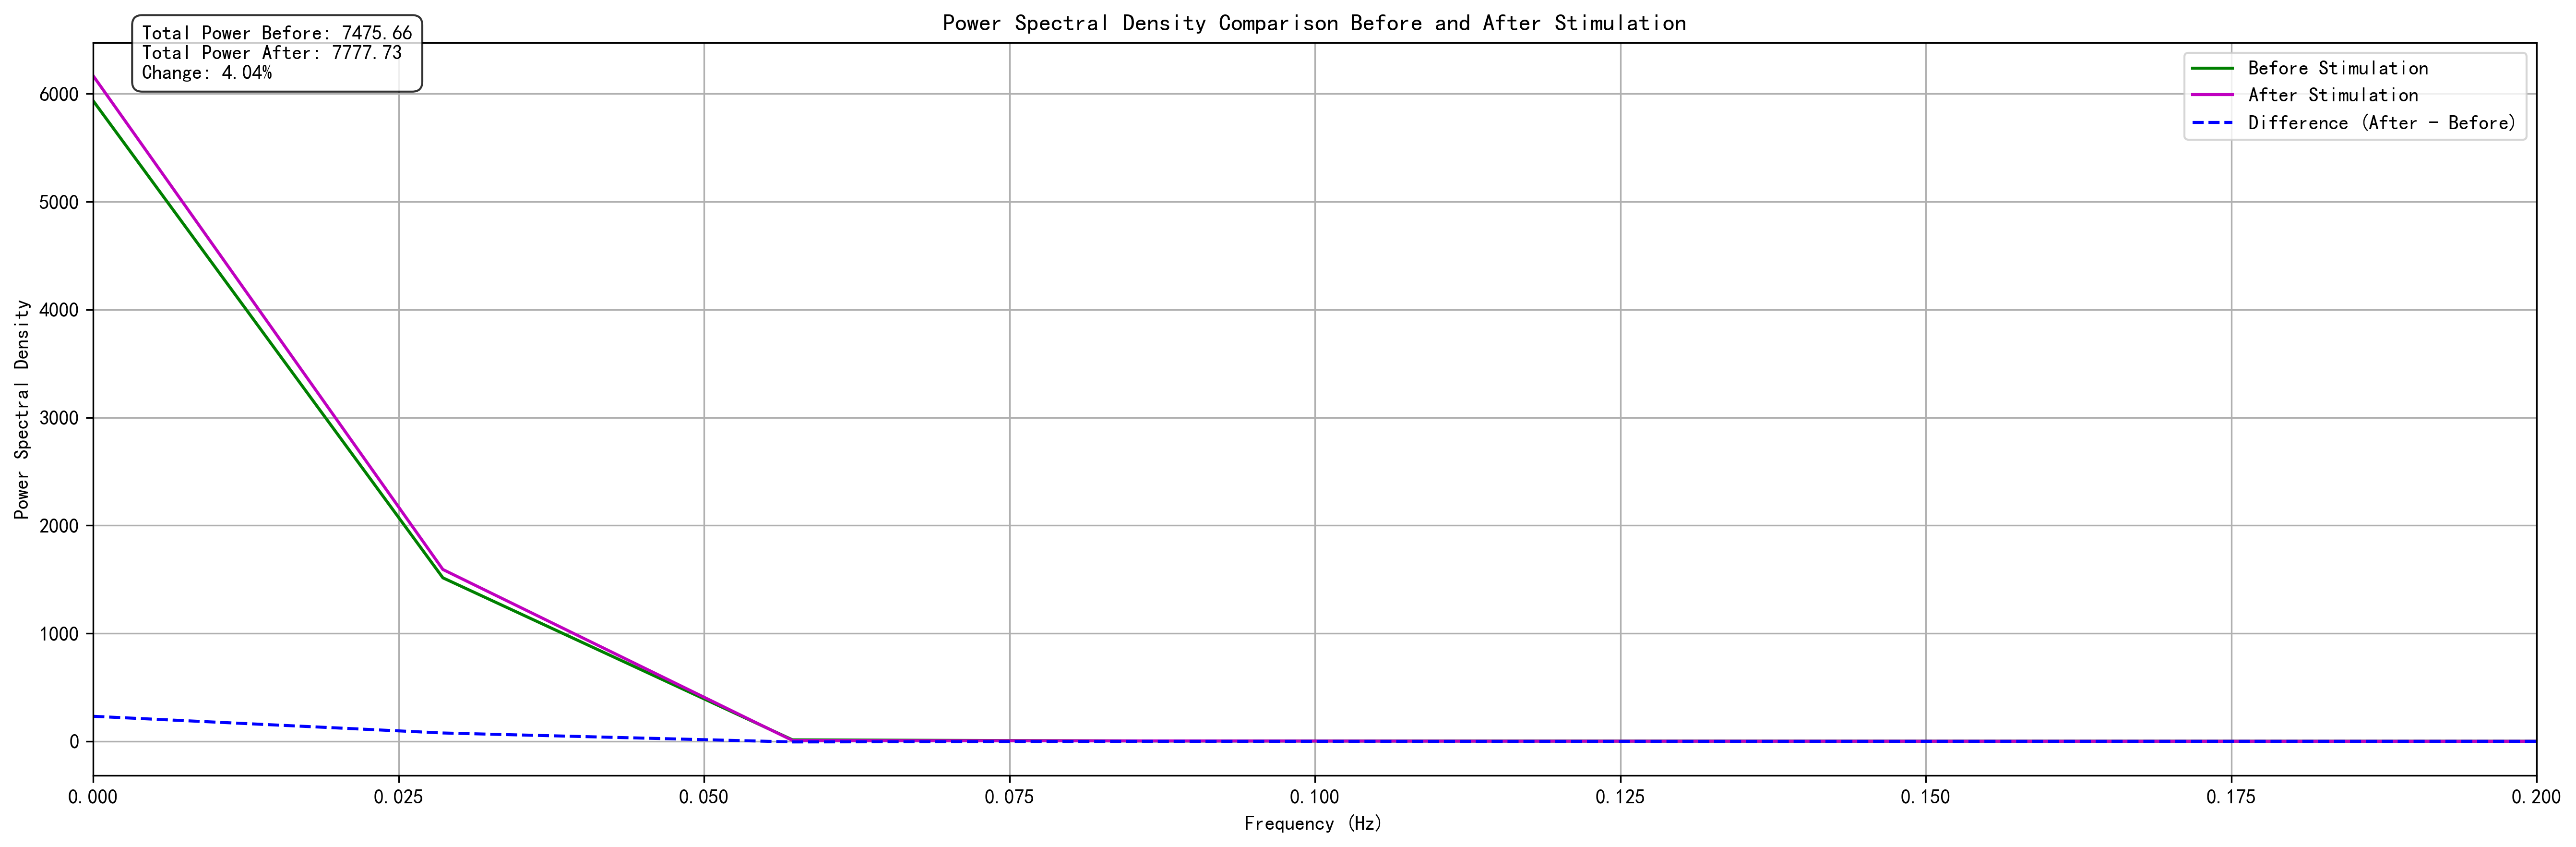 Power Spectral Density Comparison Before and After Stimulation
Total Power Before: 7475.66
Total Power After: 7777.73
Change: 4.04%
Before Stimulation
After Stimulation
Difference (After - Before)
Power Spectral Density
6000
5000
4000
3000
2000
1000
0
0.000 0.025 0.050 0.075 0.100 0.125 0.150 0.175 0.200
Frequency (Hz)